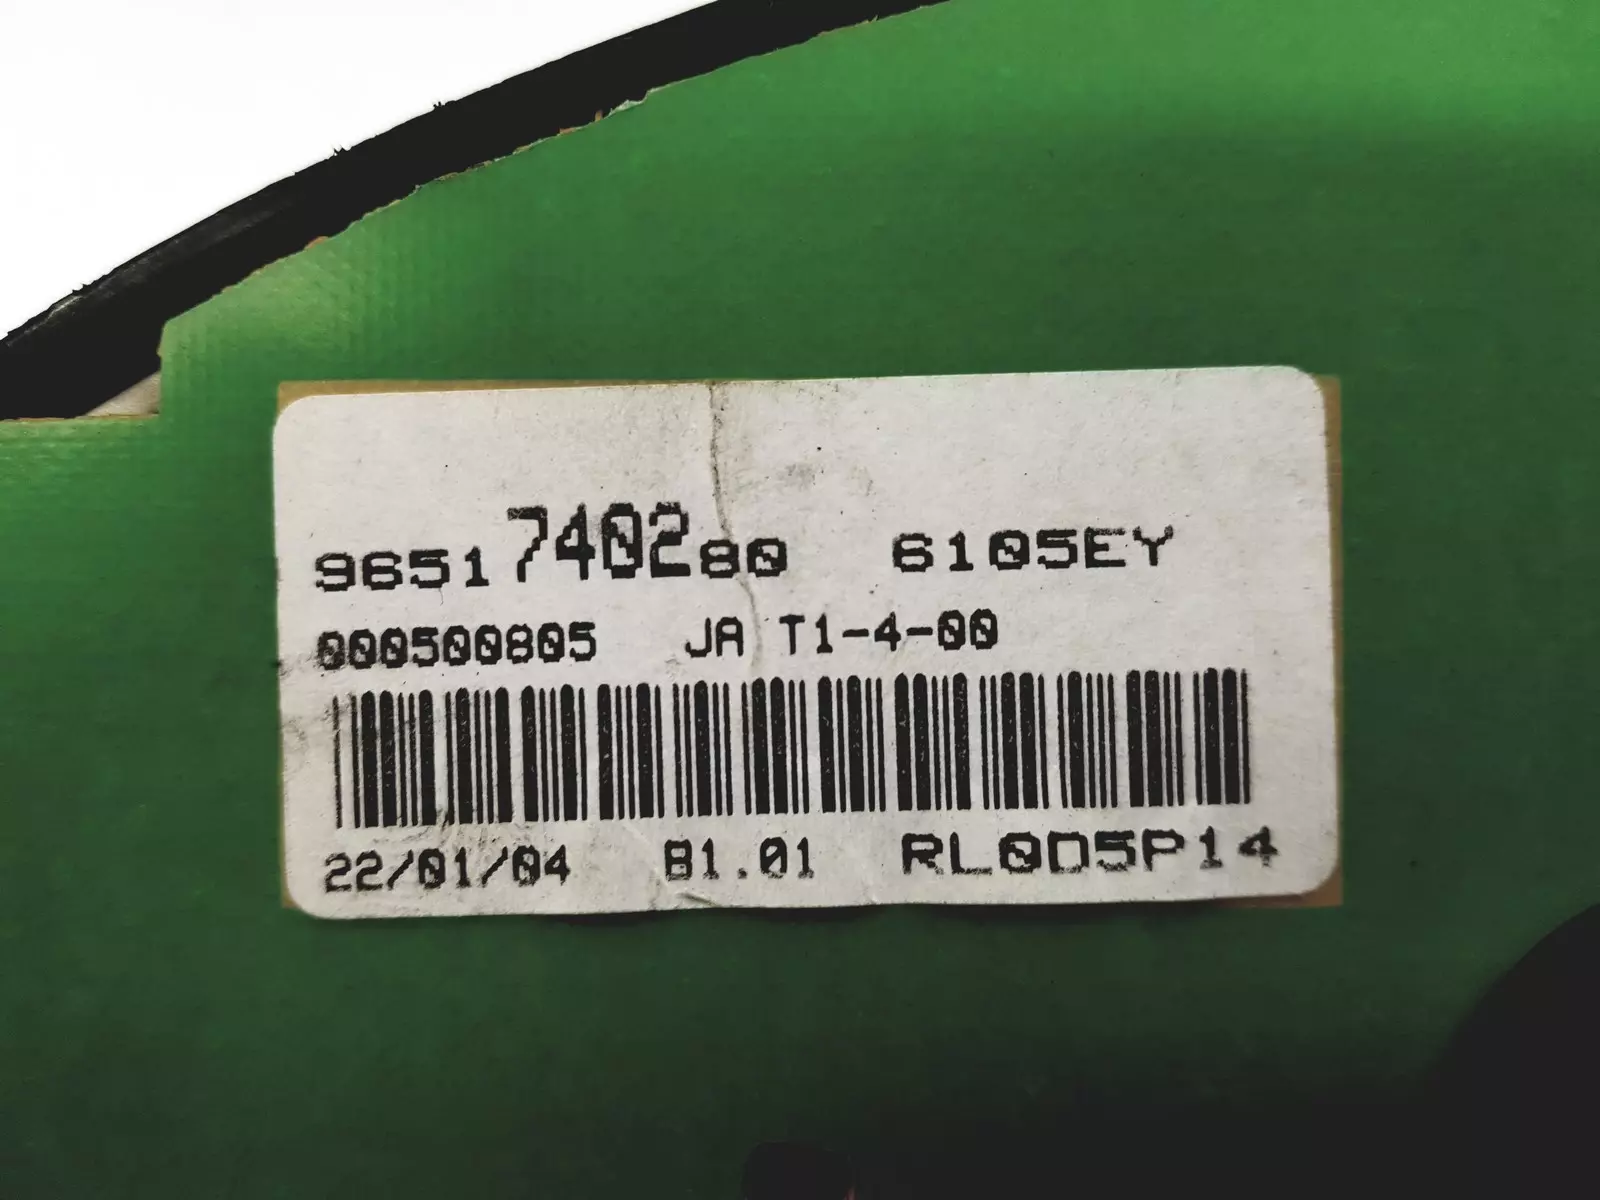 9651740280 6105EY
000500805 JA T1-4-00
22/01/04 B1.01 RL0D5P14